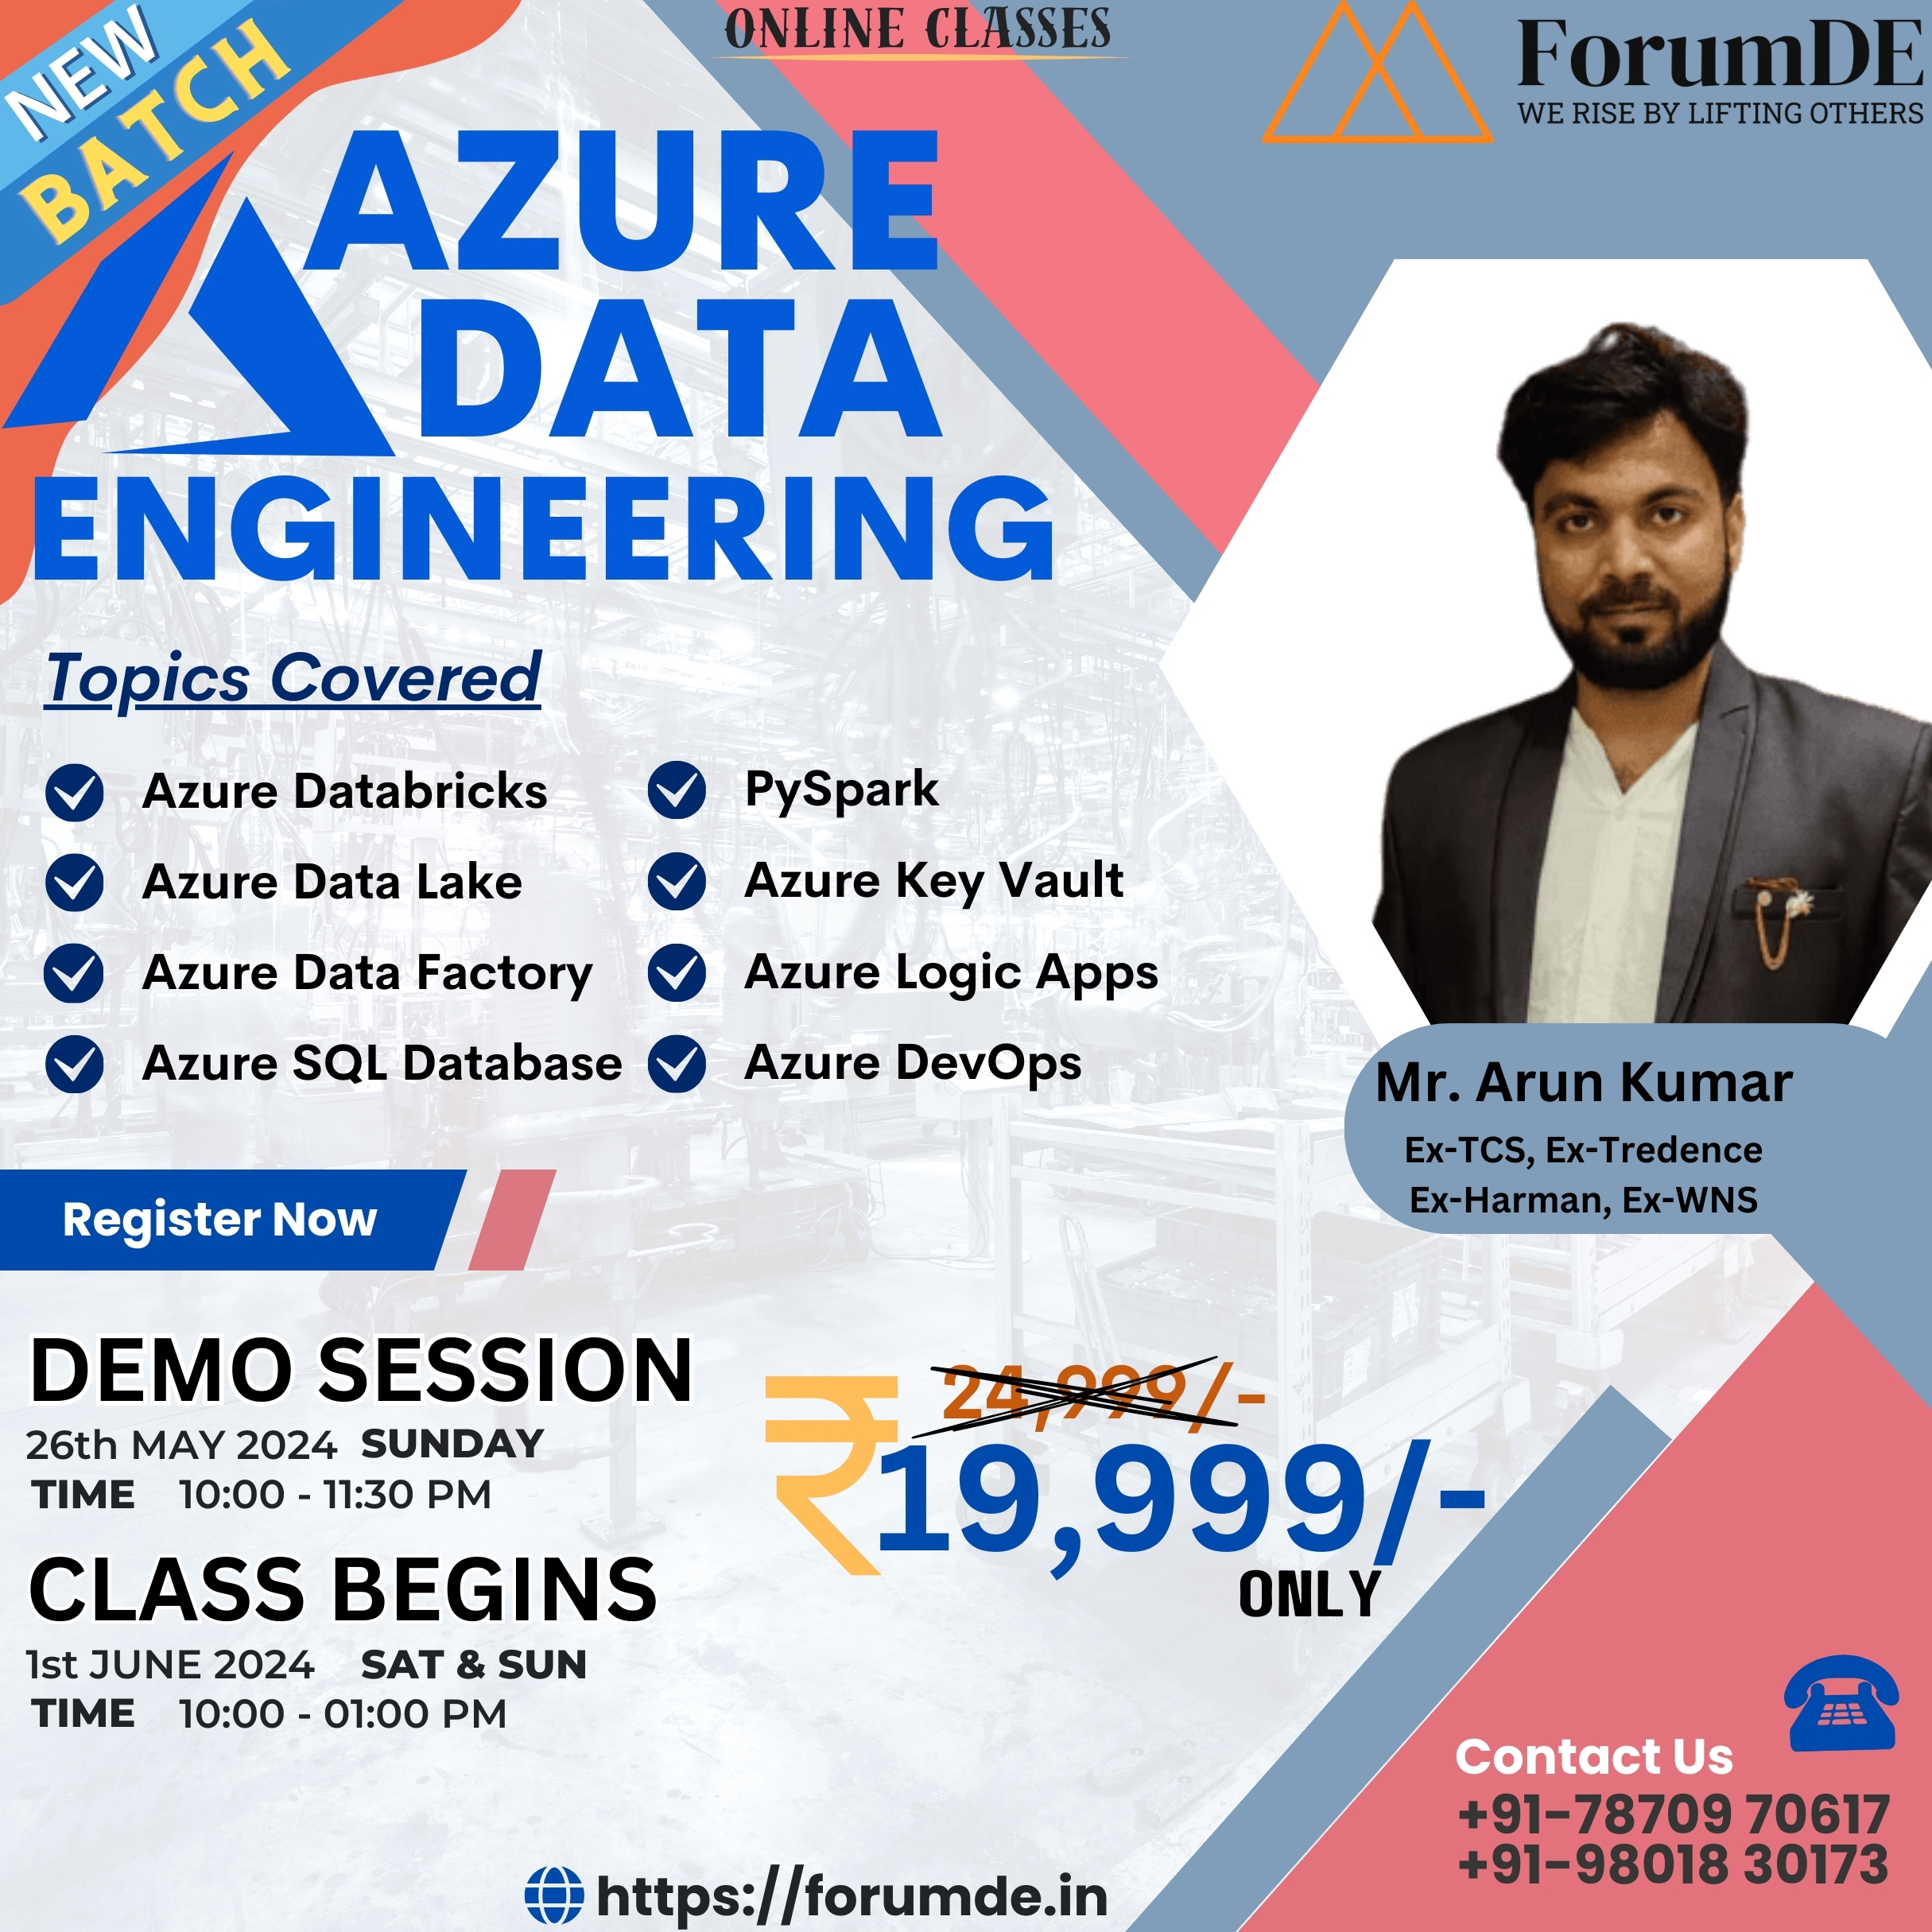 NEW
BATCH
ONLINE CLASSES
ForumDE
WE RISE BY LIFTING OTHERS
AZURE
DATA
ENGINEERING
Topics Covered
Azure Databricks
Azure Data Lake
Azure Data Factory
Azure SQL Database
PySpark
Azure Key Vault
Azure Logic Apps
Azure DevOps
Mr. Arun Kumar
Ex-TCS, Ex-Tredence
Ex-Harman, Ex-WNS
Register Now
DEMO SESSION
26th MAY 2024 SUNDAY
TIME 10:00 - 11:30 PM
CLASS BEGINS
1st JUNE 2024 SAT & SUN
TIME 10:00 - 01:00 PM
24,999/-
₹19,999/-
ONLY
Contact Us
+91-78709 70617
+91-98018 30173
https://forumde.in